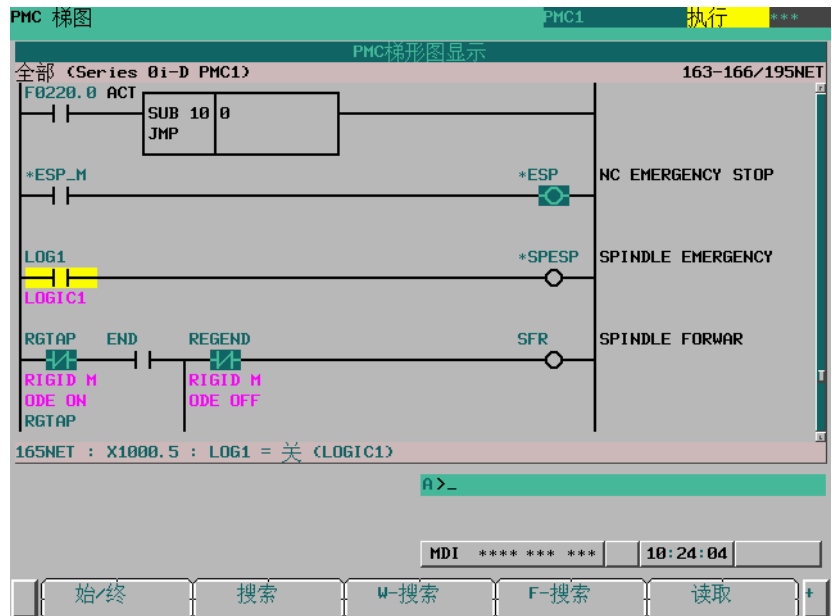 PMC 梯图 PMC1 执行 ***
PMC梯形图显示
全部 (Series 0i-D PMC1) 163-166/195NET
F0220.0 ACT
SUB 10 0
JMP
*ESP_M *ESP NC EMERGENCY STOP
LOG1 *SPESP SPINDLE EMERGENCY
LOGIC1
RGTAP END REGEND SFR SPINDLE FORWAR
RIGID M RIGID M
ODE ON ODE OFF
RGTAP
165NET : X1000.5 : LOG1 = 关 (LOGIC1)
A>_
MDI **** *** *** 10:24:04
始/终 搜索 W-搜索 F-搜索 读取 +